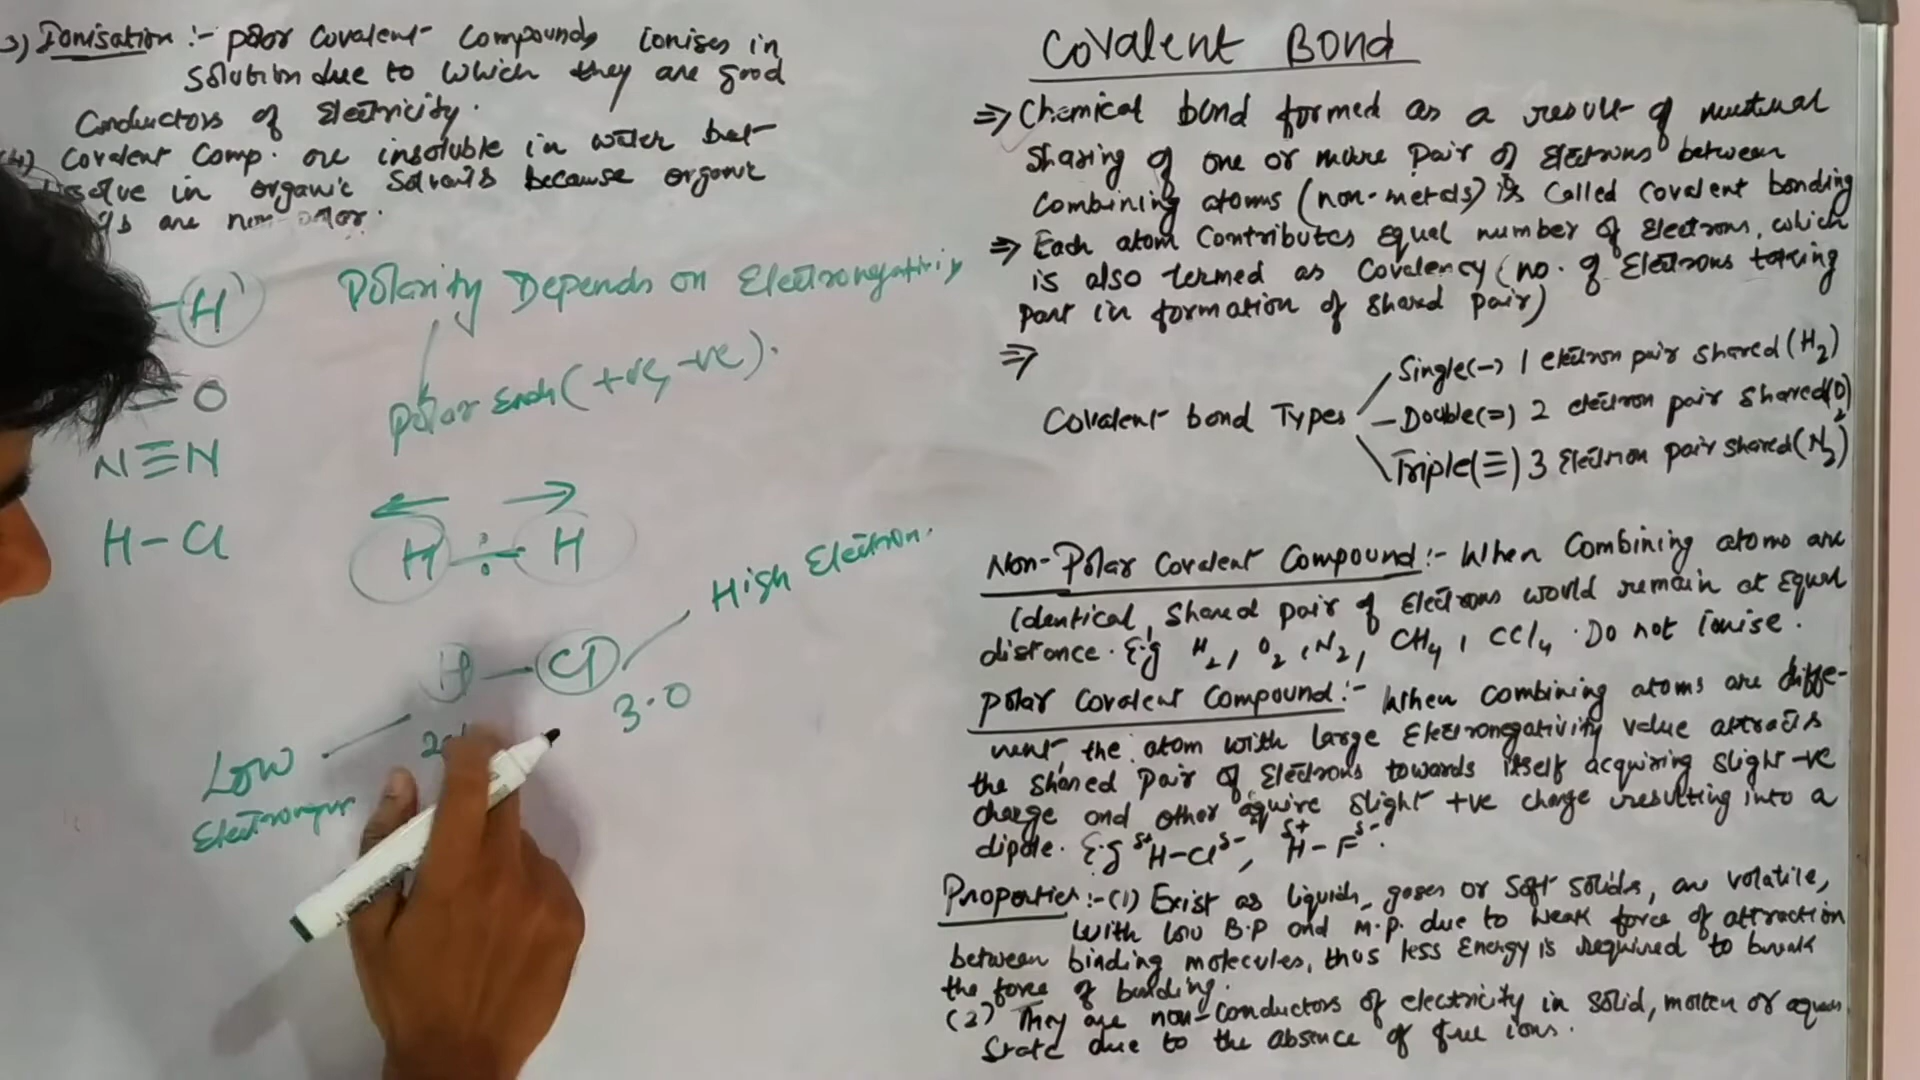 3) Ionisation :- polar covalent compounds ionises in
solution due to which they are good
Conductors of Electricity.
(4) Covalent Comp. are insoluble in water but
in organic solvents because organic
are non polar.
H
Polarity Depends on Electronegativity
= O
Polar Ends (+ve, -ve).
N≡N
H-Cl
H - H
High Electron.
H - Cl
3.0
Low
Covalent Bond
⇒ Chemical bond formed as a result of mutual
sharing of one or more pair of Electrons between
combining atoms (non-metals) is called covalent bonding
⇒ Each atom contributes equal number of Electrons, which
is also termed as Covalency (no. of Electrons taking
part in formation of shared pair)
⇒
Single(-) 1 electron pair shared (H2)
Covalent bond Types - Double(=) 2 electron pair shared (O2)
Triple(≡) 3 Electron pair shared (N2)
Non-Polar Covalent Compound :- When Combining atoms are
identical, shared pair of Electrons would remain at equal
distance. E.g H2, O2, N2, CH4, CCl4. Do not ionise.
Polar Covalent Compound :- When combining atoms are diffe-
rent, the atom with large Electronegativity value attracts
the shared pair of Electrons towards itself acquiring slight -ve
charge and other aquire slight +ve charge resulting into a
dipole. E.g δ+H-Clδ-, δ+H-Fδ-.
Properties :- (1) Exist as liquids, gases or soft solids, are volatile,
with low B.P and M.P. due to weak force of attraction
between binding molecules, thus less Energy is required to break
the force of bonding.
(2) They are non-conductors of electricity in solid, molten or aqueous
state due to the absence of free ions.